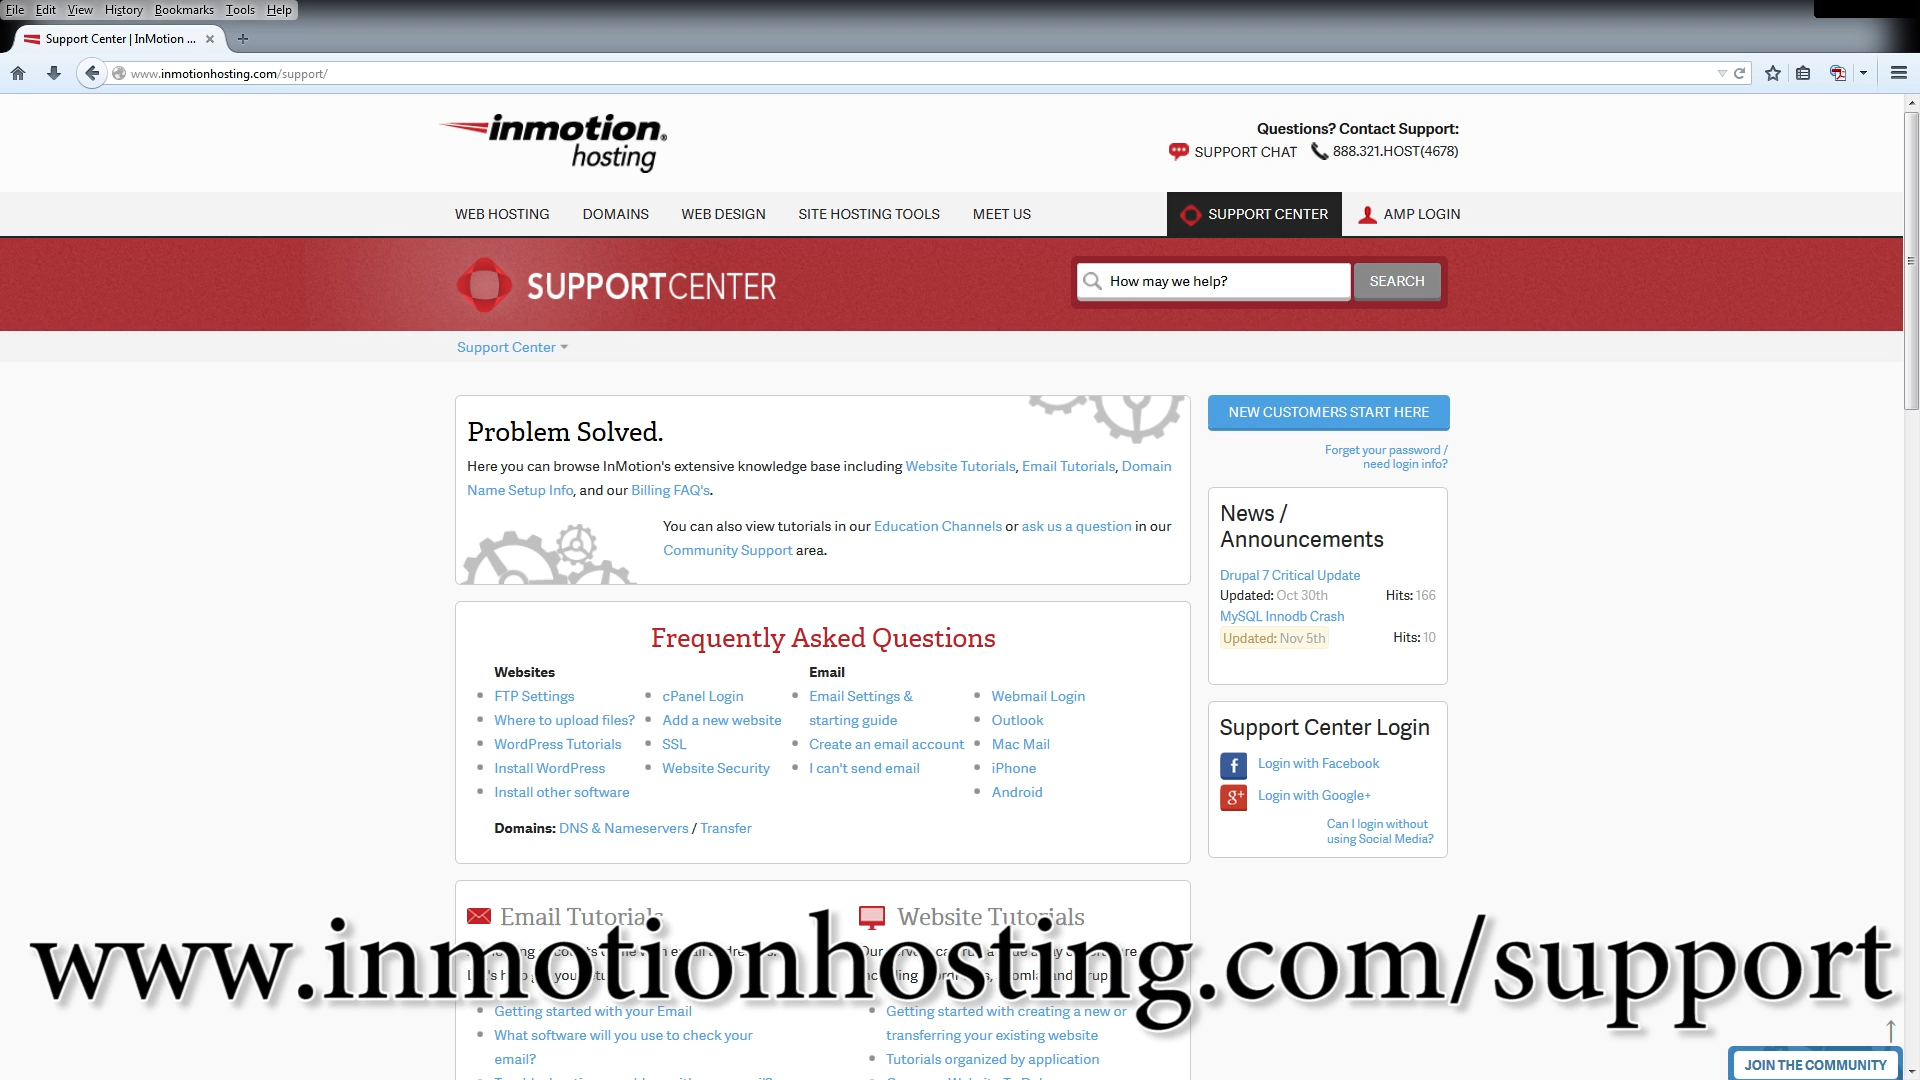 File Edit View History Bookmarks Tools Help
Support Center | InMotion ...
www.inmotionhosting.com/support/
inmotion®
hosting
Questions? Contact Support:
SUPPORT CHAT 888.321.HOST(4678)
WEB HOSTING DOMAINS WEB DESIGN SITE HOSTING TOOLS MEET US SUPPORT CENTER AMP LOGIN
SUPPORTCENTER
How may we help? SEARCH
Support Center
Problem Solved.
Here you can browse InMotion's extensive knowledge base including Website Tutorials, Email Tutorials, Domain
Name Setup Info, and our Billing FAQ's.
You can also view tutorials in our Education Channels or ask us a question in our
Community Support area.
NEW CUSTOMERS START HERE
Forget your password /
need login info?
News /
Announcements
Drupal 7 Critical Update
Updated: Oct 30th Hits: 166
MySQL Innodb Crash
Updated: Nov 5th Hits: 10
Frequently Asked Questions
Websites
FTP Settings
Where to upload files?
WordPress Tutorials
Install WordPress
Install other software
cPanel Login
Add a new website
SSL
Website Security
Email
Email Settings &
starting guide
Create an email account
I can't send email
Webmail Login
Outlook
Mac Mail
iPhone
Android
Domains: DNS & Nameservers / Transfer
Support Center Login
f Login with Facebook
g+ Login with Google+
Can I login without
using Social Media?
Email Tutorials
Website Tutorials
www.inmotionhosting.com/support
Getting started with your Email
What software will you use to check your
email?
Getting started with creating a new or
transferring your existing website
Tutorials organized by application
JOIN THE COMMUNITY